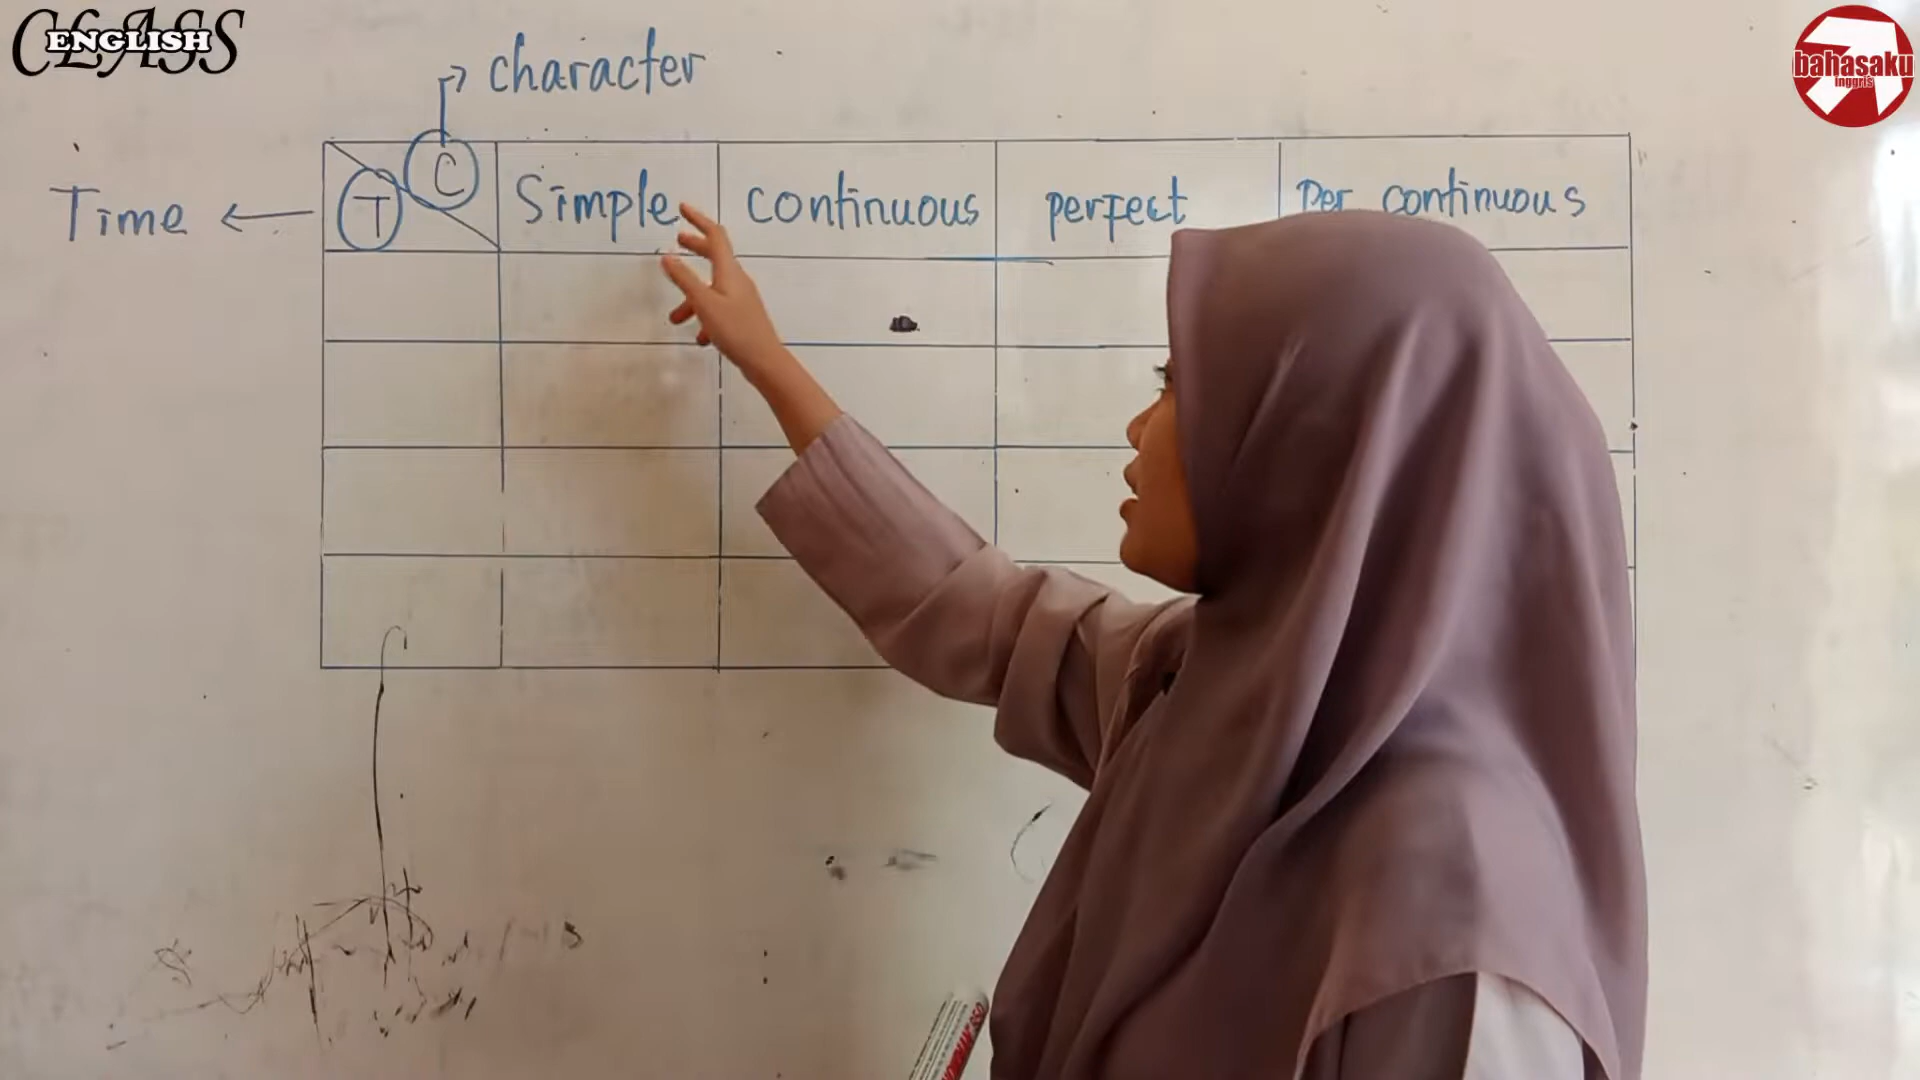 CLASS
ENGLISH
bahasaku
inggris
character
Time
T
C
Simple
continuous
perfect
Per continuous